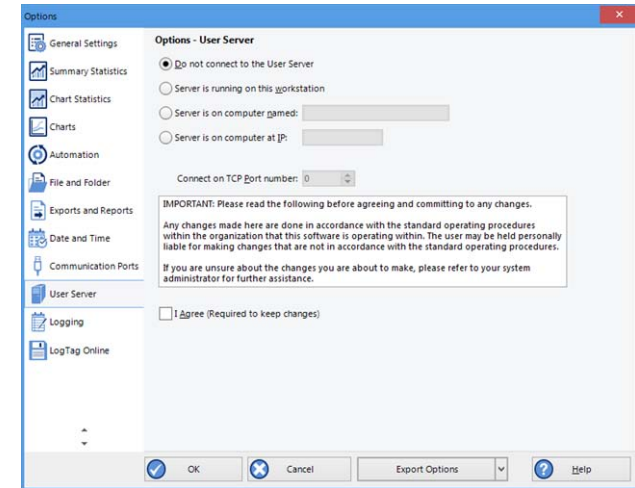 Options
General Settings
Summary Statistics
Chart Statistics
Charts
Automation
File and Folder
Exports and Reports
Date and Time
Communication Ports
User Server
Logging
LogTag Online
Options - User Server
Do not connect to the User Server
Server is running on this workstation
Server is on computer named:
Server is on computer at IP:
Connect on TCP Port number: 0
IMPORTANT: Please read the following before agreeing and committing to any changes.
Any changes made here are done in accordance with the standard operating procedures
within the organization that this software is operating within. The user may be held personally
liable for making changes that are not in accordance with the standard operating procedures.
If you are unsure about the changes you are about to make, please refer to your system
administrator for further assistance.
I Agree (Required to keep changes)
OK
Cancel
Export Options
Help